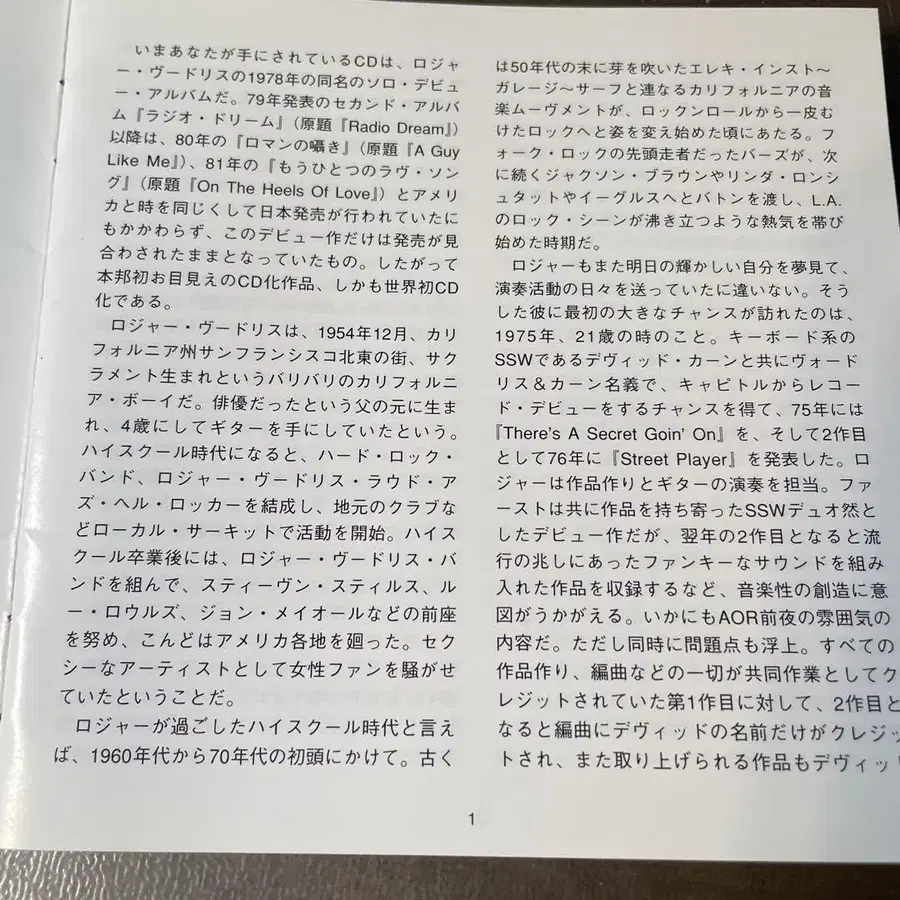 いまあなたが手にされているCDは、ロジャ
ー・ヴードリスの1978年の同名のソロ・デビュ
ー・アルバムだ。79年発表のセカンド・アルバ
ム『ラジオ・ドリーム』（原題『Radio Dream』）
以降は、80年の『ロマンの囁き』（原題『A Guy
Like Me』）、81年の『もうひとつのラヴ・ソン
グ』（原題『On The Heels Of Love』）とアメリ
カと時を同じくして日本発売が行われていたに
もかかわらず、このデビュー作だけは発売が見
合わされたままとなっていたもの。したがって
本邦初お目見えのCD化作品、しかも世界初CD
化である。
ロジャー・ヴードリスは、1954年12月、カリ
フォルニア州サンフランシスコ北東の街、サク
ラメント生まれというバリバリのカリフォルニ
ア・ボーイだ。俳優だったという父の元に生ま
れ、4歳にしてギターを手にしていたという。
ハイスクール時代になると、ハード・ロック・
バンド、ロジャー・ヴードリス・ラウド・ア
ズ・ヘル・ロッカーを結成し、地元のクラブな
どローカル・サーキットで活動を開始。ハイス
クール卒業後には、ロジャー・ヴードリス・バ
ンドを組んで、スティーヴン・スティルス、ル
ー・ロウルズ、ジョン・メイオールなどの前座
を努め、こんどはアメリカ各地を廻った。セク
シーなアーティストとして女性ファンを騒がせ
ていたということだ。
ロジャーが過ごしたハイスクール時代と言え
ば、1960年代から70年代の初頭にかけて。古く
は50年代の末に芽を吹いたエレキ・インスト〜
ガレージ〜サーフと連なるカリフォルニアの音
楽ムーヴメントが、ロックンロールから一皮む
けたロックへと姿を変え始めた頃にあたる。フ
ォーク・ロックの先頭走者だったバーズが、次
に続くジャクソン・ブラウンやリンダ・ロンシ
ュタットやイーグルスへとバトンを渡し、L.A.
のロック・シーンが沸き立つような熱気を帯び
始めた時期だ。
ロジャーもまた明日の輝かしい自分を夢見て、
演奏活動の日々を送っていたに違いない。そう
した彼に最初の大きなチャンスが訪れたのは、
1975年、21歳の時のこと。キーボード系の
SSWであるデヴィッド・カーンと共にヴォード
リス＆カーン名義で、キャピトルからレコー
ド・デビューをするチャンスを得て、75年には
『There's A Secret Goin' On』を、そして2作目
として76年に『Street Player』を発表した。ロ
ジャーは作品作りとギターの演奏を担当。ファ
ーストは共に作品を持ち寄ったSSWデュオ然と
したデビュー作だが、翌年の2作目となると流
行の兆しにあったファンキーなサウンドを組み
入れた作品を収録するなど、音楽性の創造に意
図がうかがえる。いかにもAOR前夜の雰囲気の
内容だ。ただし同時に問題点も浮上。すべての
作品作り、編曲などの一切が共同作業としてク
レジットされていた第1作目に対して、2作目と
なると編曲にデヴィッドの名前だけがクレジッ
トされ、また取り上げられる作品もデヴィッ
1